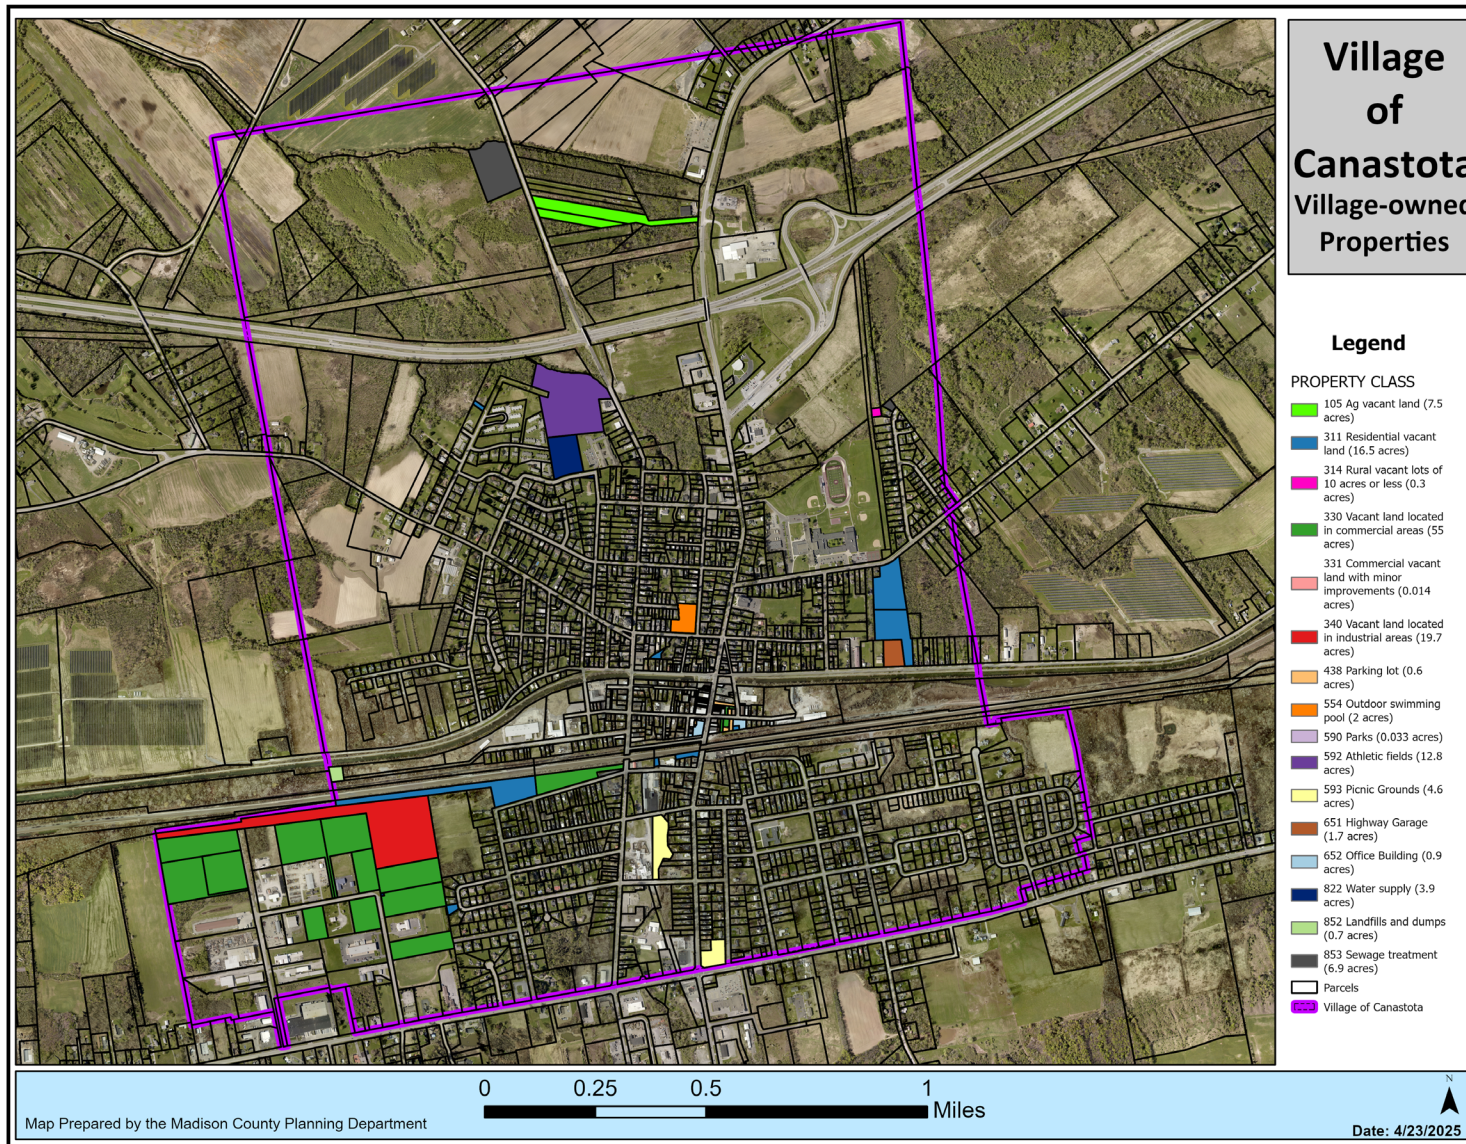 Village
of
Canastota
Village-owned
Properties
Legend
PROPERTY CLASS
105 Ag vacant land (7.5
acres)
311 Residential vacant
land (16.5 acres)
314 Rural vacant lots of
10 acres or less (0.3
acres)
330 Vacant land located
in commercial areas (55
acres)
331 Commercial vacant
land with minor
improvements (0.014
acres)
340 Vacant land located
in industrial areas (19.7
acres)
438 Parking lot (0.6
acres)
554 Outdoor swimming
pool (2 acres)
590 Parks (0.033 acres)
592 Athletic fields (12.8
acres)
593 Picnic Grounds (4.6
acres)
651 Highway Garage
(1.7 acres)
652 Office Building (0.9
acres)
822 Water supply (3.9
acres)
852 Landfills and dumps
(0.7 acres)
853 Sewage treatment
(6.9 acres)
Parcels
Village of Canastota
0 0.25 0.5 1
Miles
Map Prepared by the Madison County Planning Department
N
Date: 4/23/2025